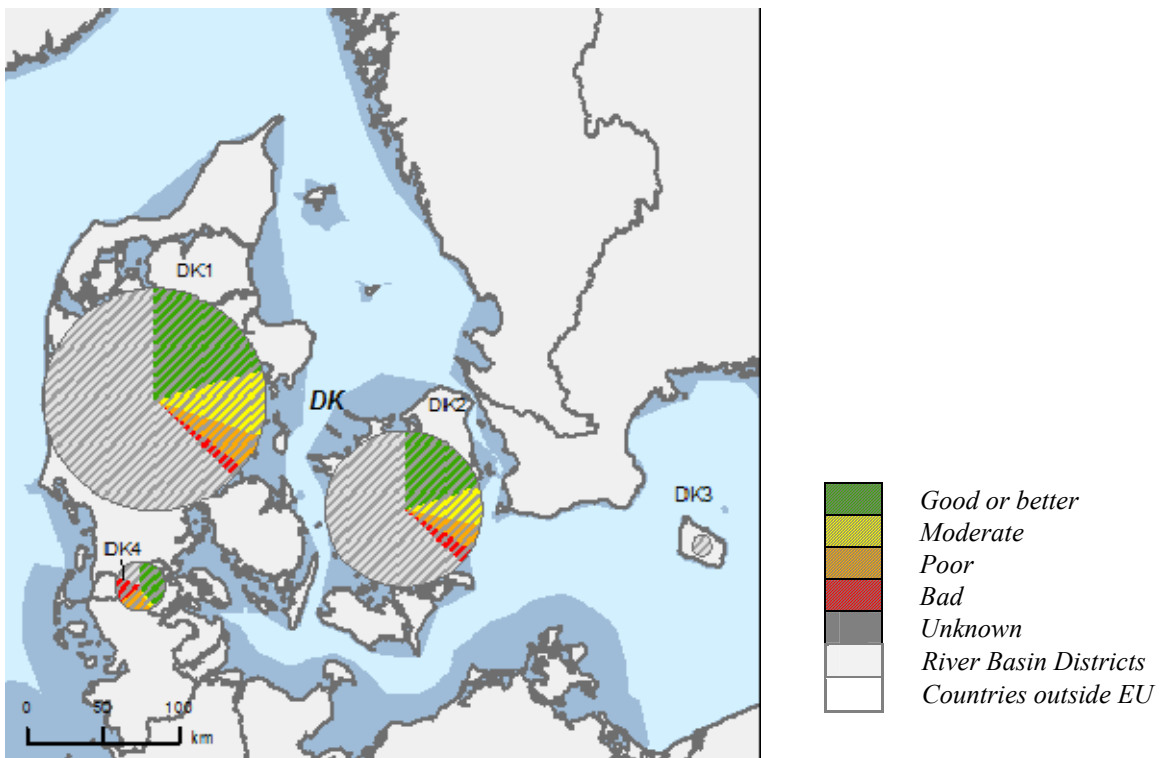 DK1
DK
DK2
DK3
DK4
0 50 100
km
Good or better
Moderate
Poor
Bad
Unknown
River Basin Districts
Countries outside EU